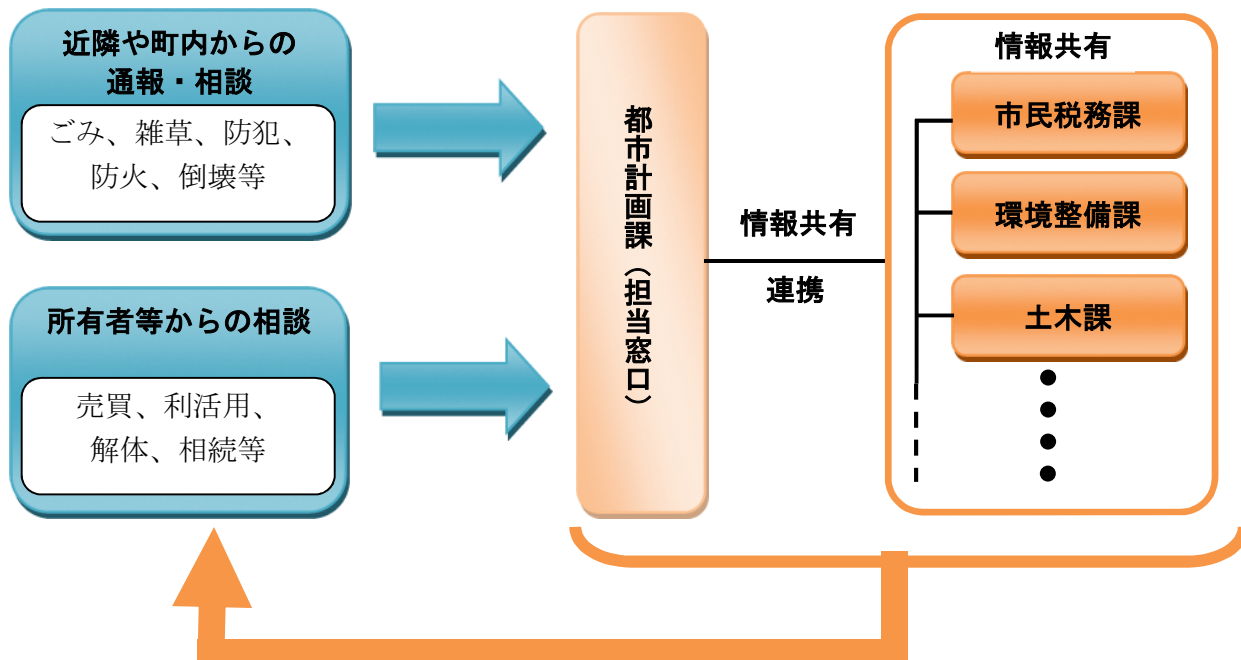 近隣や町内からの
通報・相談
ごみ、雑草、防犯、
防火、倒壊等
所有者等からの相談
売買、利活用、
解体、相続等
都市計画課（担当窓口）
情報共有
連携
情報共有
市民税務課
環境整備課
土木課